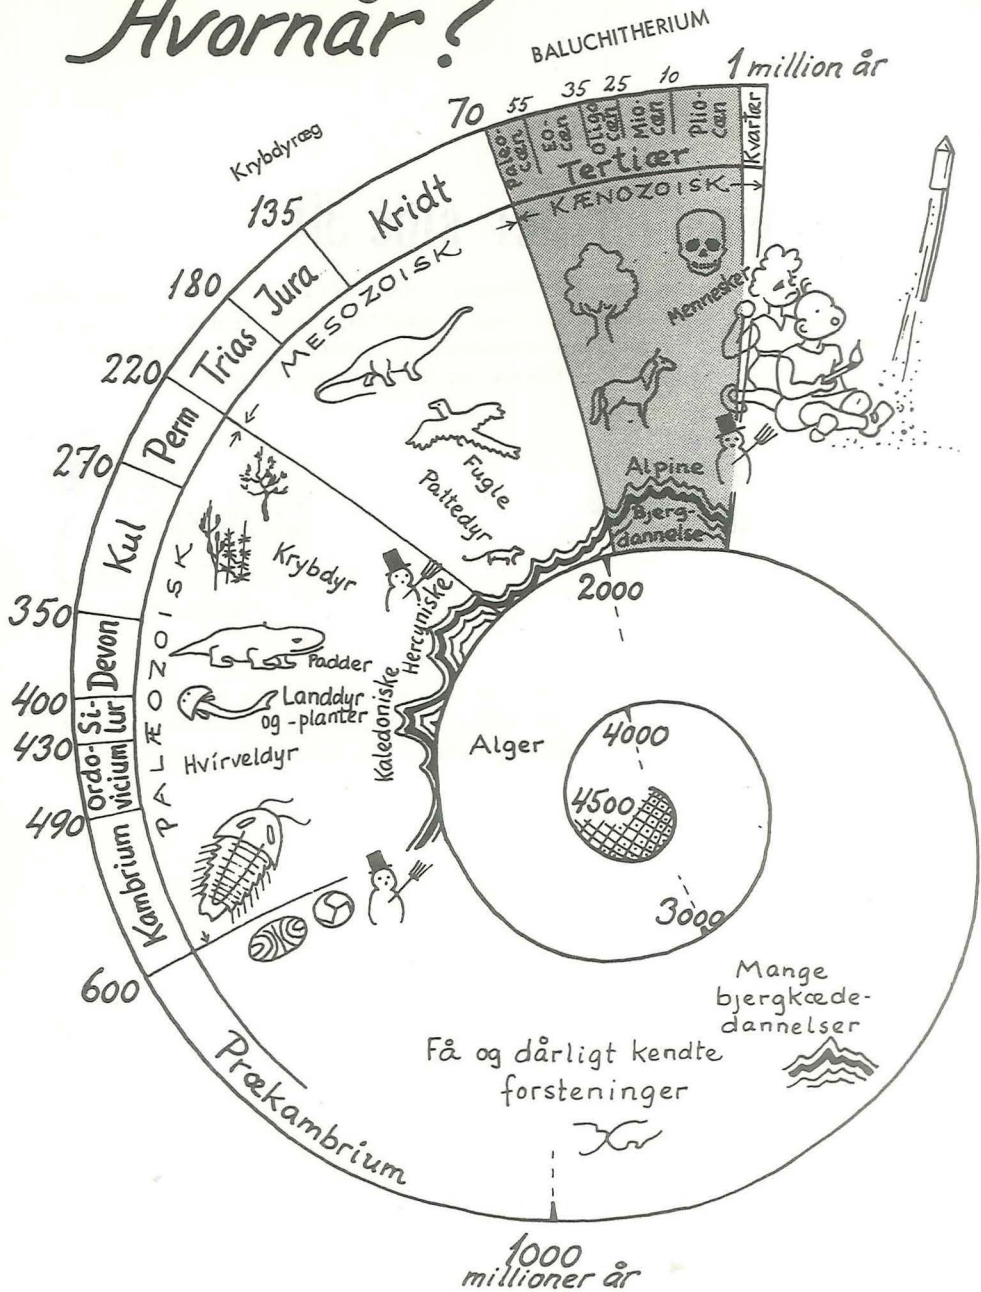 Hvornår?
BALUCHITHERIUM
1 million år
70
55
35
25
10
Krybdyræg
135
180
220
270
350
400
430
490
600
Paleo-
cæn
Eo-
cæn
Oligo
cæn
Mio-
cæn
Plio-
cæn
Kvartær
Tertiær
KÆNOZOISK
Kridt
Jura
Trias
MESOZOISK
Perm
Kul
Devon
Si-
lur
Ordo-
vicium
Kambrium
PALÆOZOISK
Prækambrium
Mennesker
Fugle
Pattedyr
Alpine
Bjerg-
dannelse
Krybdyr
Hercyniske
Padder
Landdyr
og -planter
Kaledoniske
Hvirveldyr
2000
Alger
4000
4500
3000
Mange
bjergkæde-
dannelser
Få og dårligt kendte
forsteninger
1000
millioner år